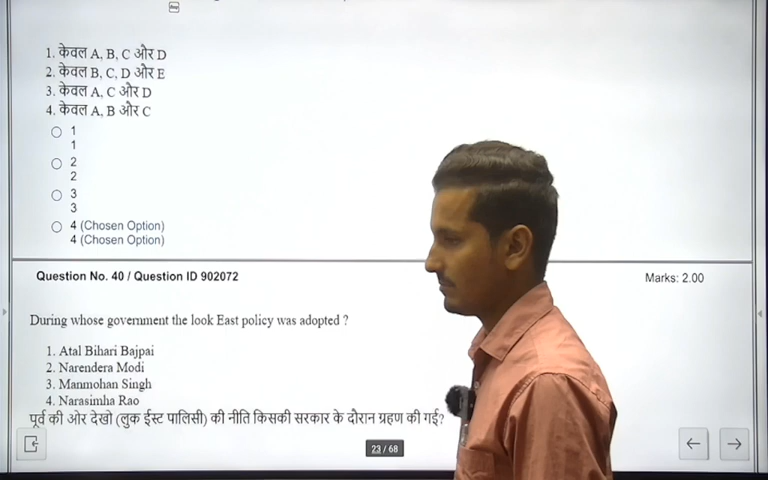 1. केवल A, B, C और D
2. केवल B, C, D और E
3. केवल A, C और D
4. केवल A, B और C
1
1
2
2
3
3
4 (Chosen Option)
4 (Chosen Option)
Question No. 40 / Question ID 902072
Marks: 2.00
During whose government the look East policy was adopted ?
1. Atal Bihari Bajpai
2. Narendera Modi
3. Manmohan Singh
4. Narasimha Rao
पूर्व की ओर देखो (लुक ईस्ट पालिसी) की नीति किसकी सरकार के दौरान ग्रहण की गई?
23 / 68